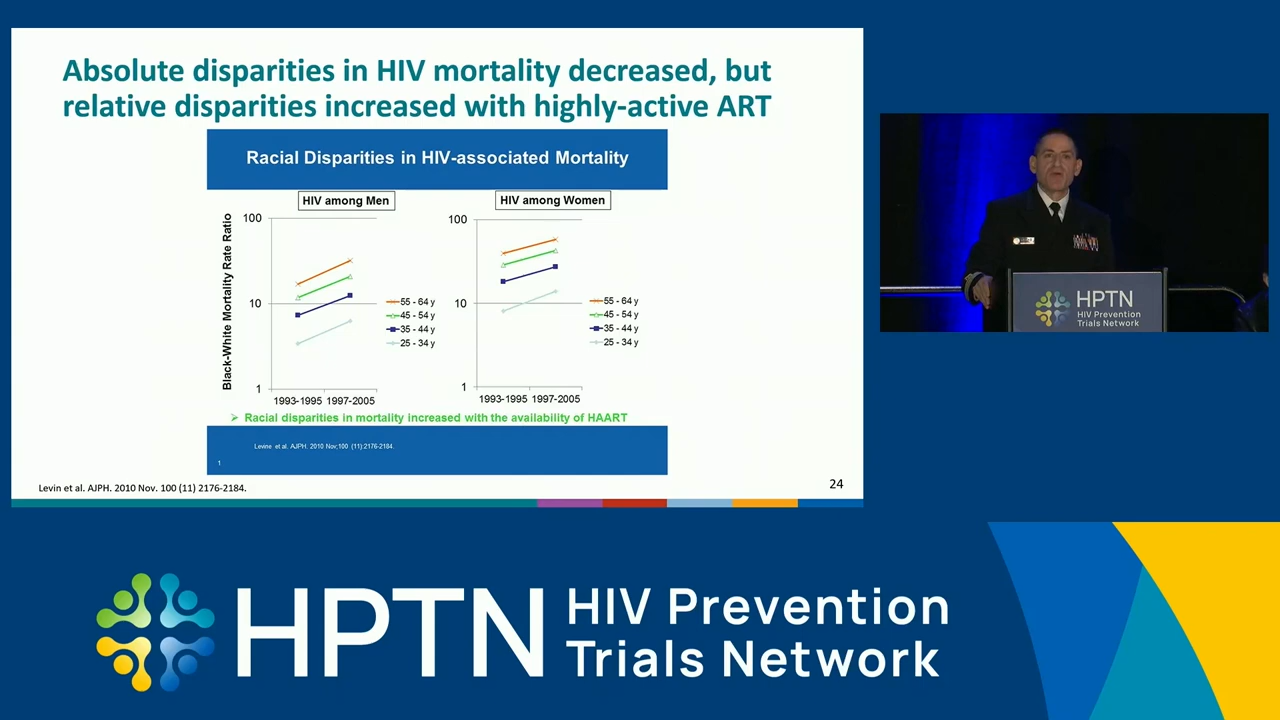 Absolute disparities in HIV mortality decreased, but
relative disparities increased with highly-active ART
Racial Disparities in HIV-associated Mortality
HIV among Men
HIV among Women
Black-White Mortality Rate Ratio
100
10
1
1993-1995 1997-2005
55 - 64 y
45 - 54 y
35 - 44 y
25 - 34 y
100
10
1
1993-1995 1997-2005
55 - 64 y
45 - 54 y
35 - 44 y
25 - 34 y
➢ Racial disparities in mortality increased with the availability of HAART
Levine et al. AJPH. 2010 Nov;100 (11):2176-2184.
1
Levin et al. AJPH. 2010 Nov. 100 (11) 2176-2184.
24
HPTN
HIV Prevention
Trials Network
HPTN
HIV Prevention
Trials Network